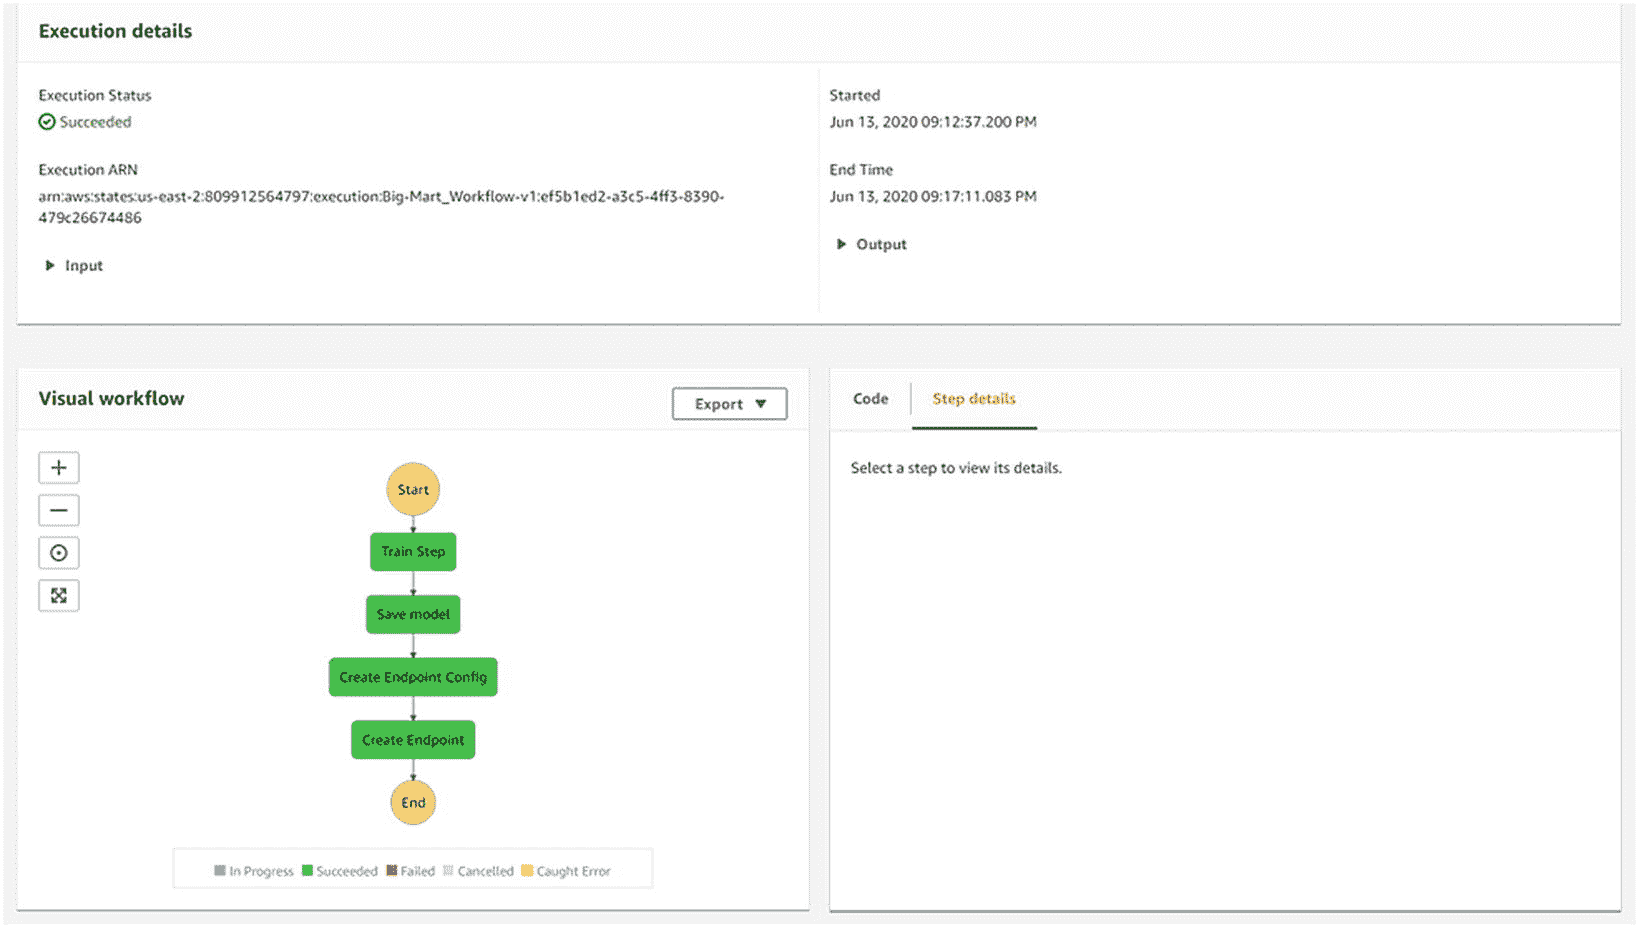 Execution details
Execution Status
Succeeded
Execution ARN
arn:aws:states:us-east-2:809912564797:execution:Big-Mart_Workflow-v1:ef5b1ed2-a3c5-4ff3-8390-
479c26674486
Input
Started
Jun 13, 2020 09:12:37.200 PM
End Time
Jun 13, 2020 09:17:11.083 PM
Output
Visual workflow
Export
Start
Train Step
Save model
Create Endpoint Config
Create Endpoint
End
In Progress Succeeded Failed Cancelled Caught Error
Code Step details
Select a step to view its details.